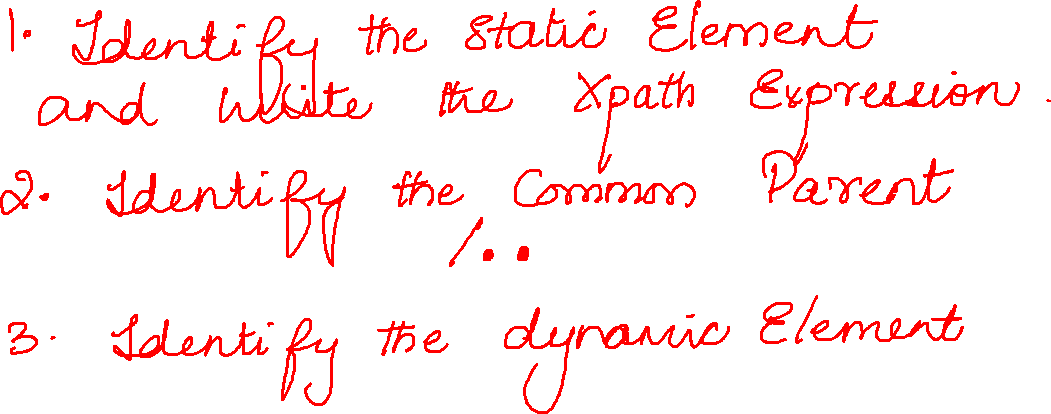 1. Identify the Static Element
and Write the Xpath Expression.
2. Identify the Common Parent
/..
3. Identify the dynamic Element